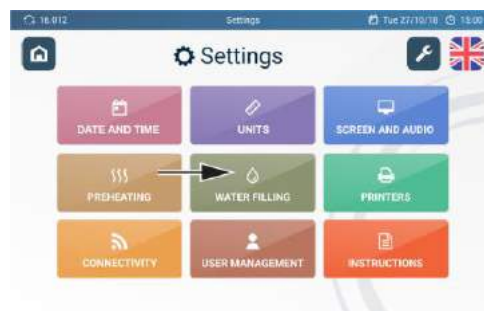 16.012 Settings Tue 27/10/18 15:00
Settings
DATE AND TIME UNITS SCREEN AND AUDIO
PREHEATING WATER FILLING PRINTERS
CONNECTIVITY USER MANAGEMENT INSTRUCTIONS